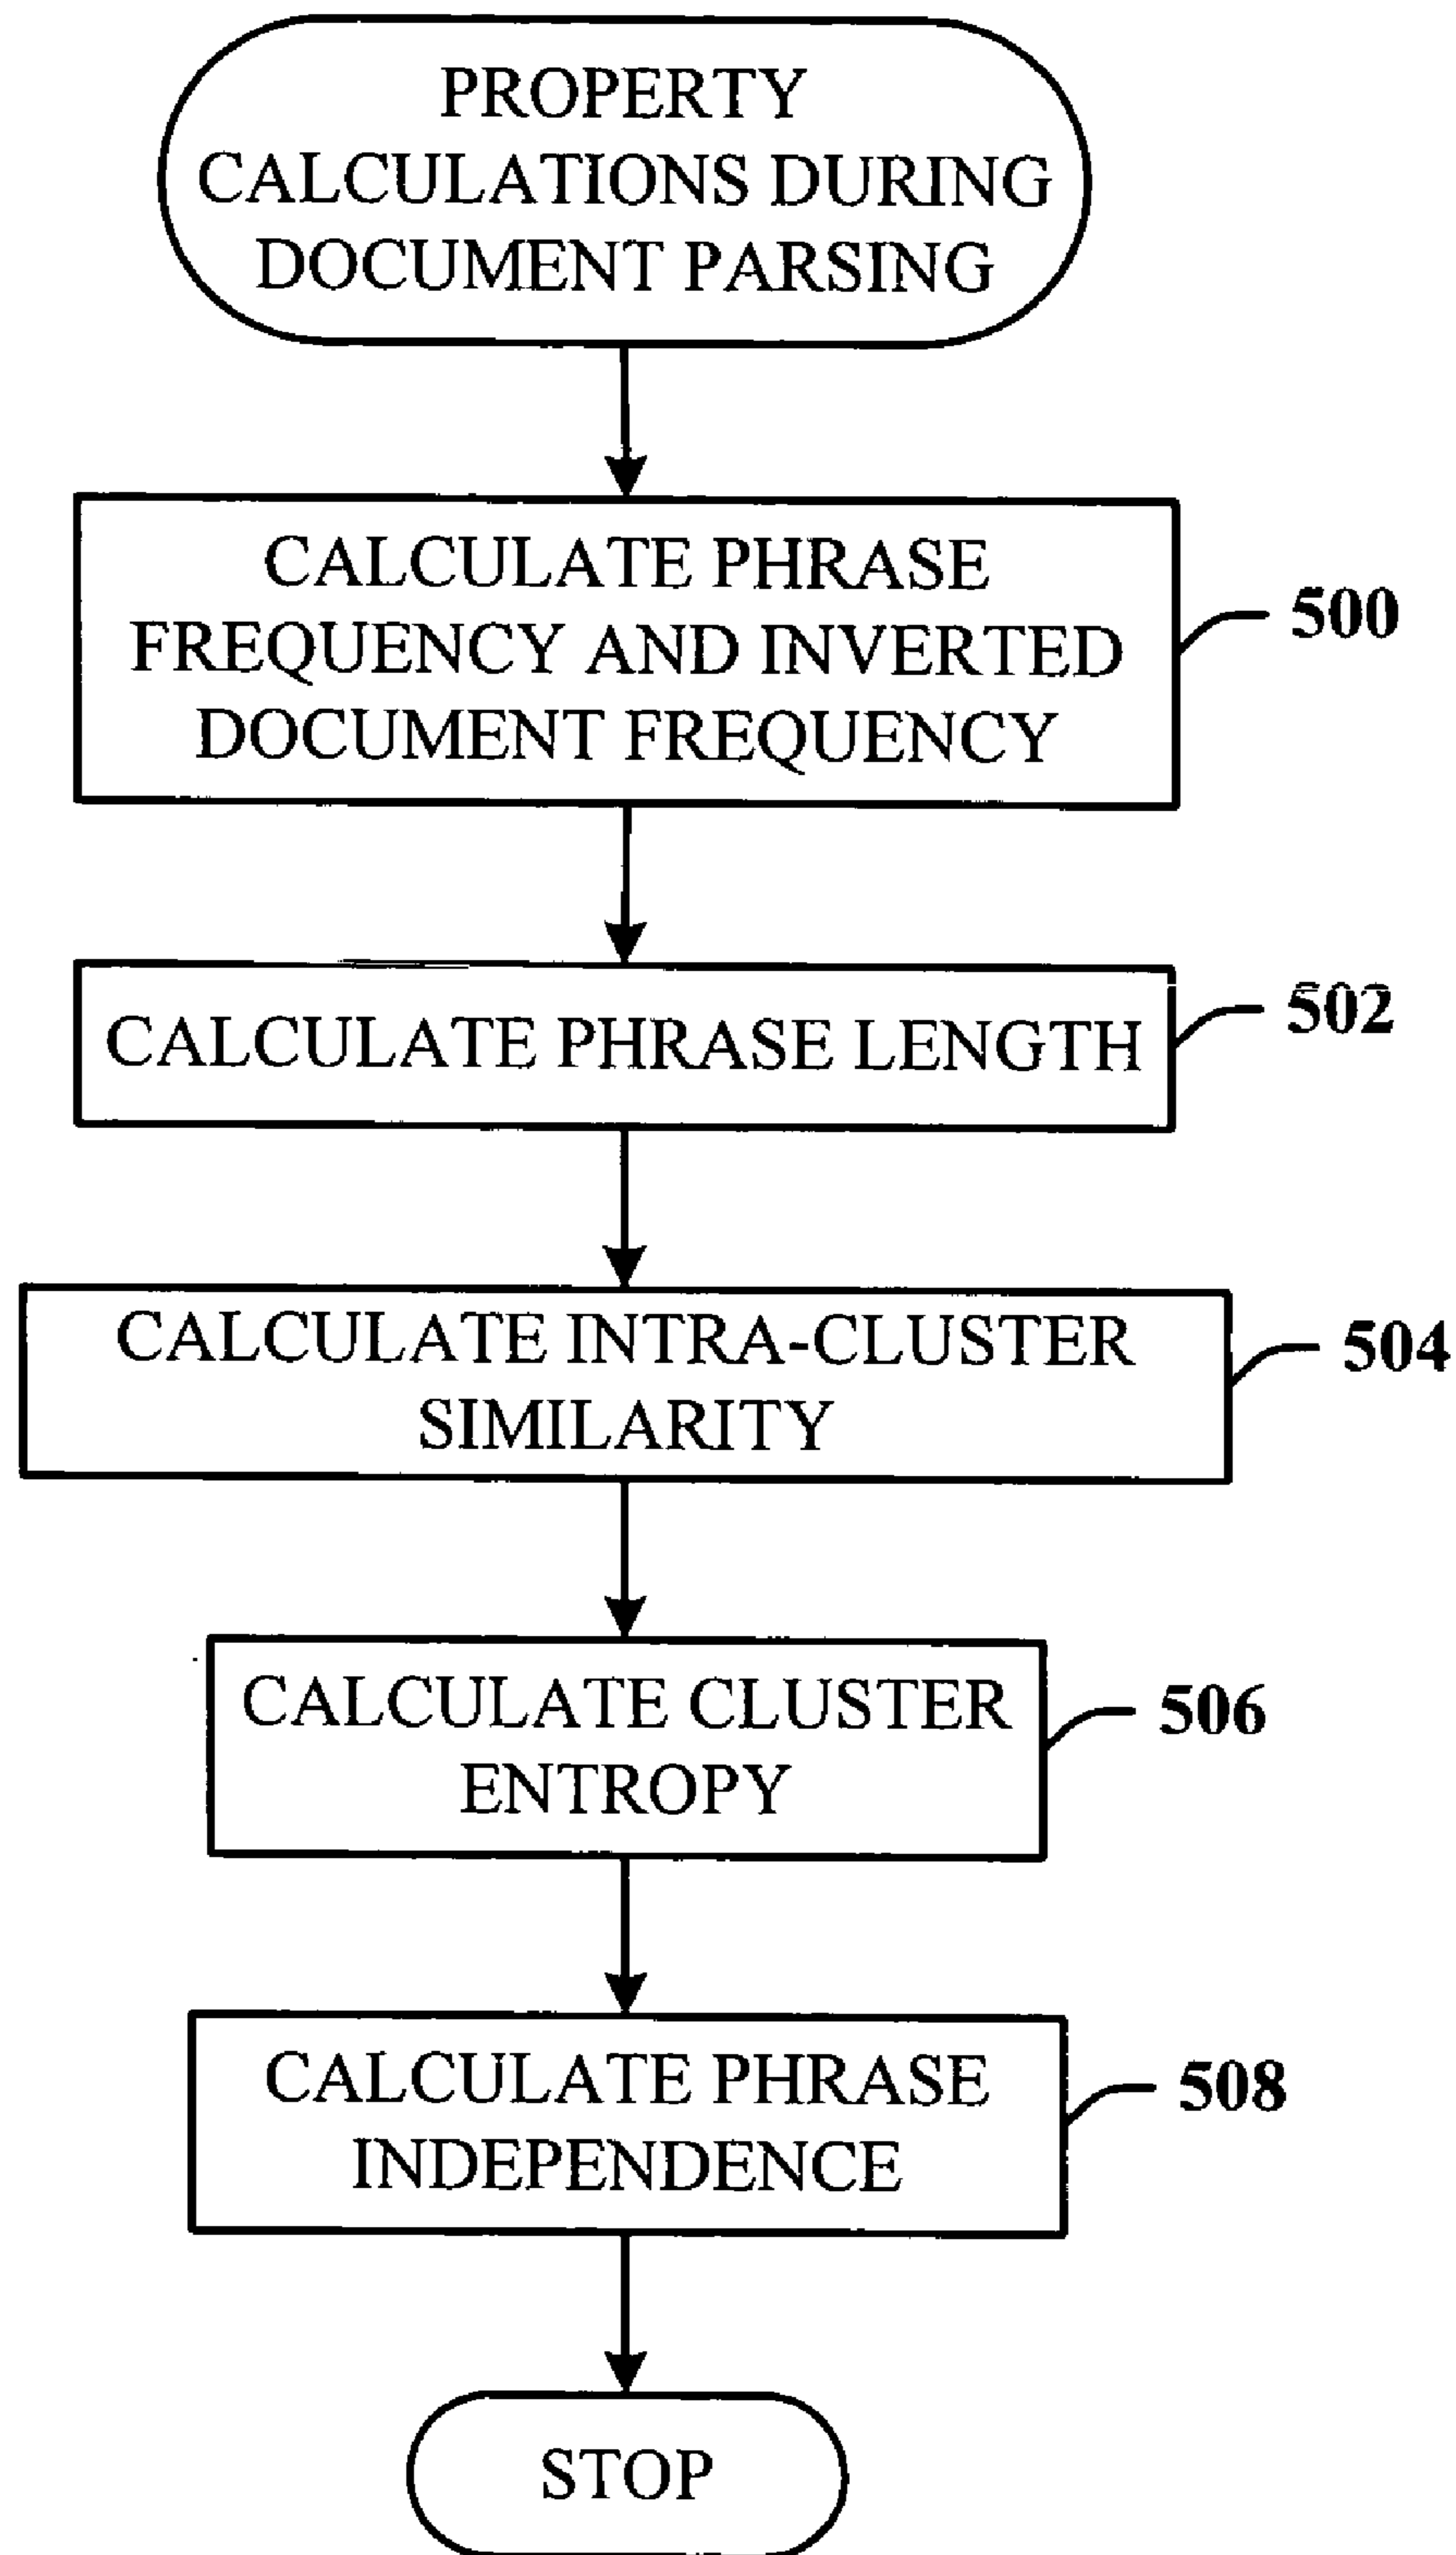 PROPERTY
CALCULATIONS DURING
DOCUMENT PARSING
CALCULATE PHRASE
FREQUENCY AND INVERTED
DOCUMENT FREQUENCY
500
CALCULATE PHRASE LENGTH
502
CALCULATE INTRA-CLUSTER
SIMILARITY
504
CALCULATE CLUSTER
ENTROPY
506
CALCULATE PHRASE
INDEPENDENCE
508
STOP